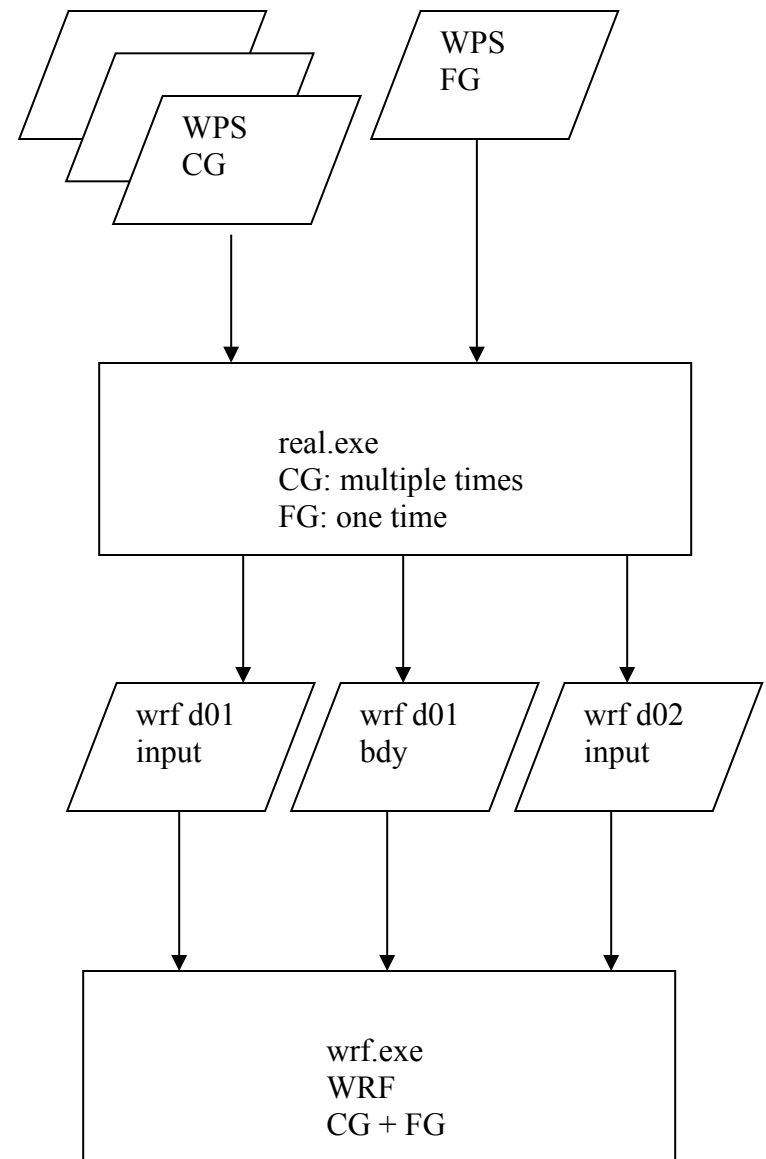 WPS
CG
WPS
FG
real.exe
CG: multiple times
FG: one time
wrf d01
input
wrf d01
bdy
wrf d02
input
wrf.exe
WRF
CG + FG